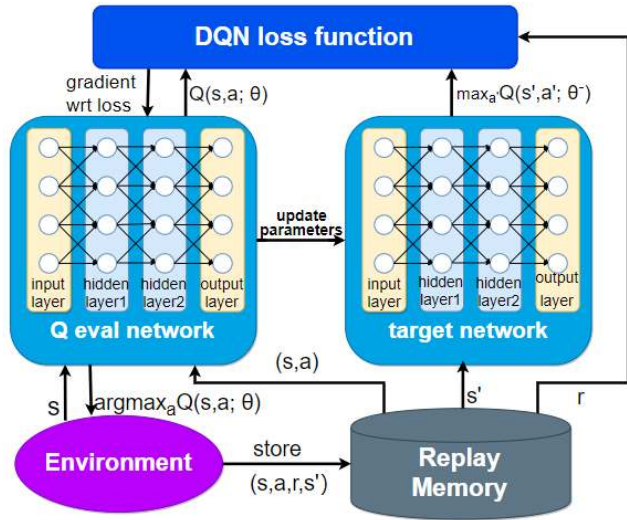 DQN loss function
gradient
wrt loss
Q(s,a; θ)
maxₐ'Q(s',a'; θ⁻)
input
layer
hidden
layer1
hidden
layer2
output
layer
Q eval network
update
parameters
input
layer
hidden
layer1
hidden
layer2
output
layer
target network
s
argmaxₐQ(s,a; θ)
(s,a)
s'
r
Environment
store
(s,a,r,s')
Replay
Memory